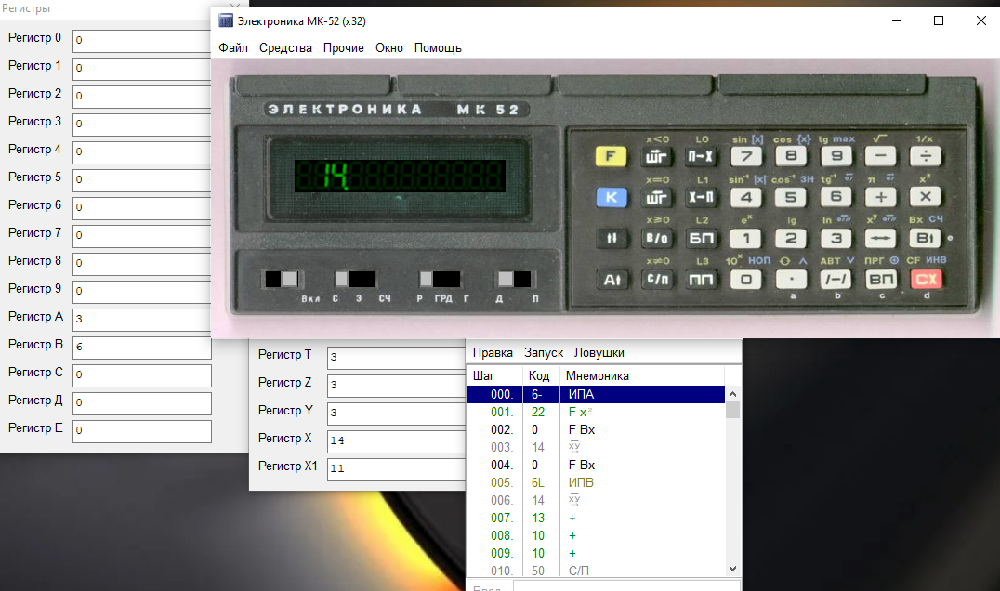 Регистры
Регистр 0 0
Регистр 1 0
Регистр 2 0
Регистр 3 0
Регистр 4 0
Регистр 5 0
Регистр 6 0
Регистр 7 0
Регистр 8 0
Регистр 9 0
Регистр A 3
Регистр B 6
Регистр C 0
Регистр Д 0
Регистр E 0
Электроника МК-52 (x32)
Файл Средства Прочие Окно Помощь
ЭЛЕКТРОНИКА МК 52
14,
Вкл С З СЧ Р ГРД Г Д П
x<0 L0 sin [x] cos {x} tg max √ 1/x
F ШГ П→X 7 8 9 − ÷
x=0 L1 sin⁻¹ |x| cos⁻¹ ЗН tg⁻¹ π x²
K ШГ X→П 4 5 6 + ×
x≥0 L2 eˣ lg ln xʸ Вх СЧ
↑↓ В/О БП 1 2 3 ↔ В↑ e
x≠0 L3 10ˣ НОП ∧ АВТ ∨ ПРГ ⊕ CF ИНВ
А↑ С/П ПП 0 · /−/ ВП CX
a b c d
Регистр T 3
Регистр Z 3
Регистр Y 3
Регистр X 14
Регистр X1 11
Правка Запуск Ловушки
Шаг Код Мнемоника
000. 6- ИПA
001. 22 F x²
002. 0 F Вx
003. 14 xy
004. 0 F Вx
005. 6L ИПB
006. 14 xy
007. 13 ÷
008. 10 +
009. 10 +
010. 50 С/П